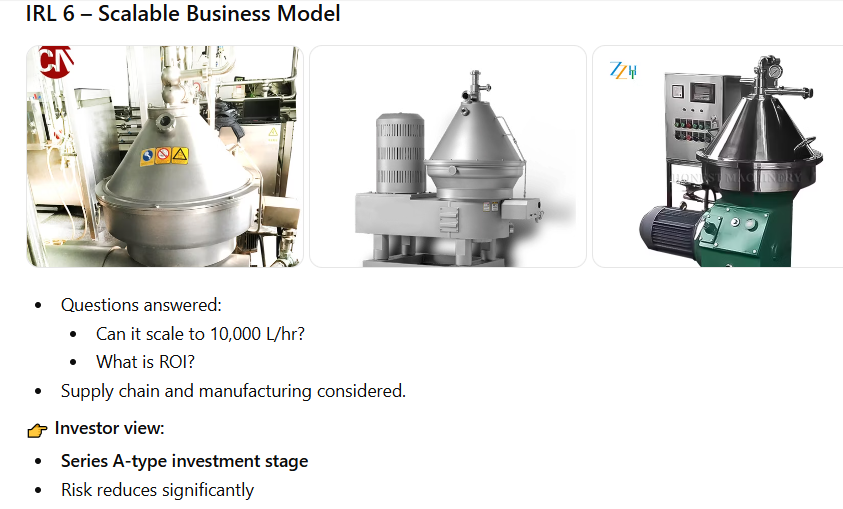 IRL 6 – Scalable Business Model
CN
ZZH
HONEST MACHINERY
Questions answered:
Can it scale to 10,000 L/hr?
What is ROI?
Supply chain and manufacturing considered.
👉 Investor view:
Series A-type investment stage
Risk reduces significantly